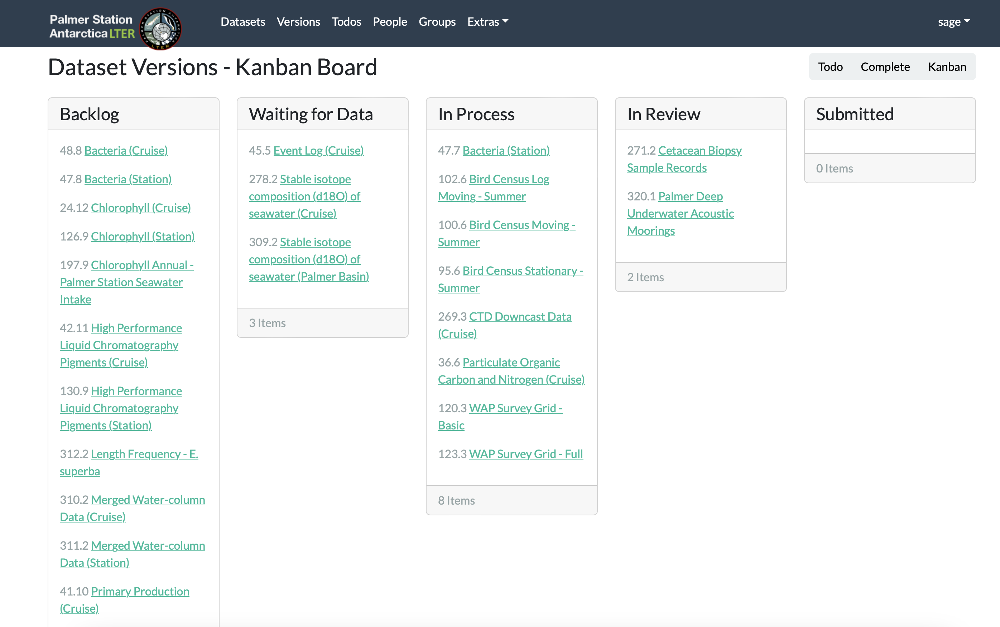 Palmer Station
Antarctica LTER
PALMER STATION ANTARCTICA
LTER
Datasets Versions Todos People Groups Extras
sage
Dataset Versions - Kanban Board
Todo Complete Kanban
Backlog
48.8 Bacteria (Cruise)
47.8 Bacteria (Station)
24.12 Chlorophyll (Cruise)
126.9 Chlorophyll (Station)
197.9 Chlorophyll Annual -
Palmer Station Seawater
Intake
42.11 High Performance
Liquid Chromatography
Pigments (Cruise)
130.9 High Performance
Liquid Chromatography
Pigments (Station)
312.2 Length Frequency - E.
superba
310.2 Merged Water-column
Data (Cruise)
311.2 Merged Water-column
Data (Station)
41.10 Primary Production
(Cruise)
Waiting for Data
45.5 Event Log (Cruise)
278.2 Stable isotope
composition (d18O) of
seawater (Cruise)
309.2 Stable isotope
composition (d18O) of
seawater (Palmer Basin)
3 Items
In Process
47.7 Bacteria (Station)
102.6 Bird Census Log
Moving - Summer
100.6 Bird Census Moving -
Summer
95.6 Bird Census Stationary -
Summer
269.3 CTD Downcast Data
(Cruise)
36.6 Particulate Organic
Carbon and Nitrogen (Cruise)
120.3 WAP Survey Grid -
Basic
123.3 WAP Survey Grid - Full
8 Items
In Review
271.2 Cetacean Biopsy
Sample Records
320.1 Palmer Deep
Underwater Acoustic
Moorings
2 Items
Submitted
0 Items